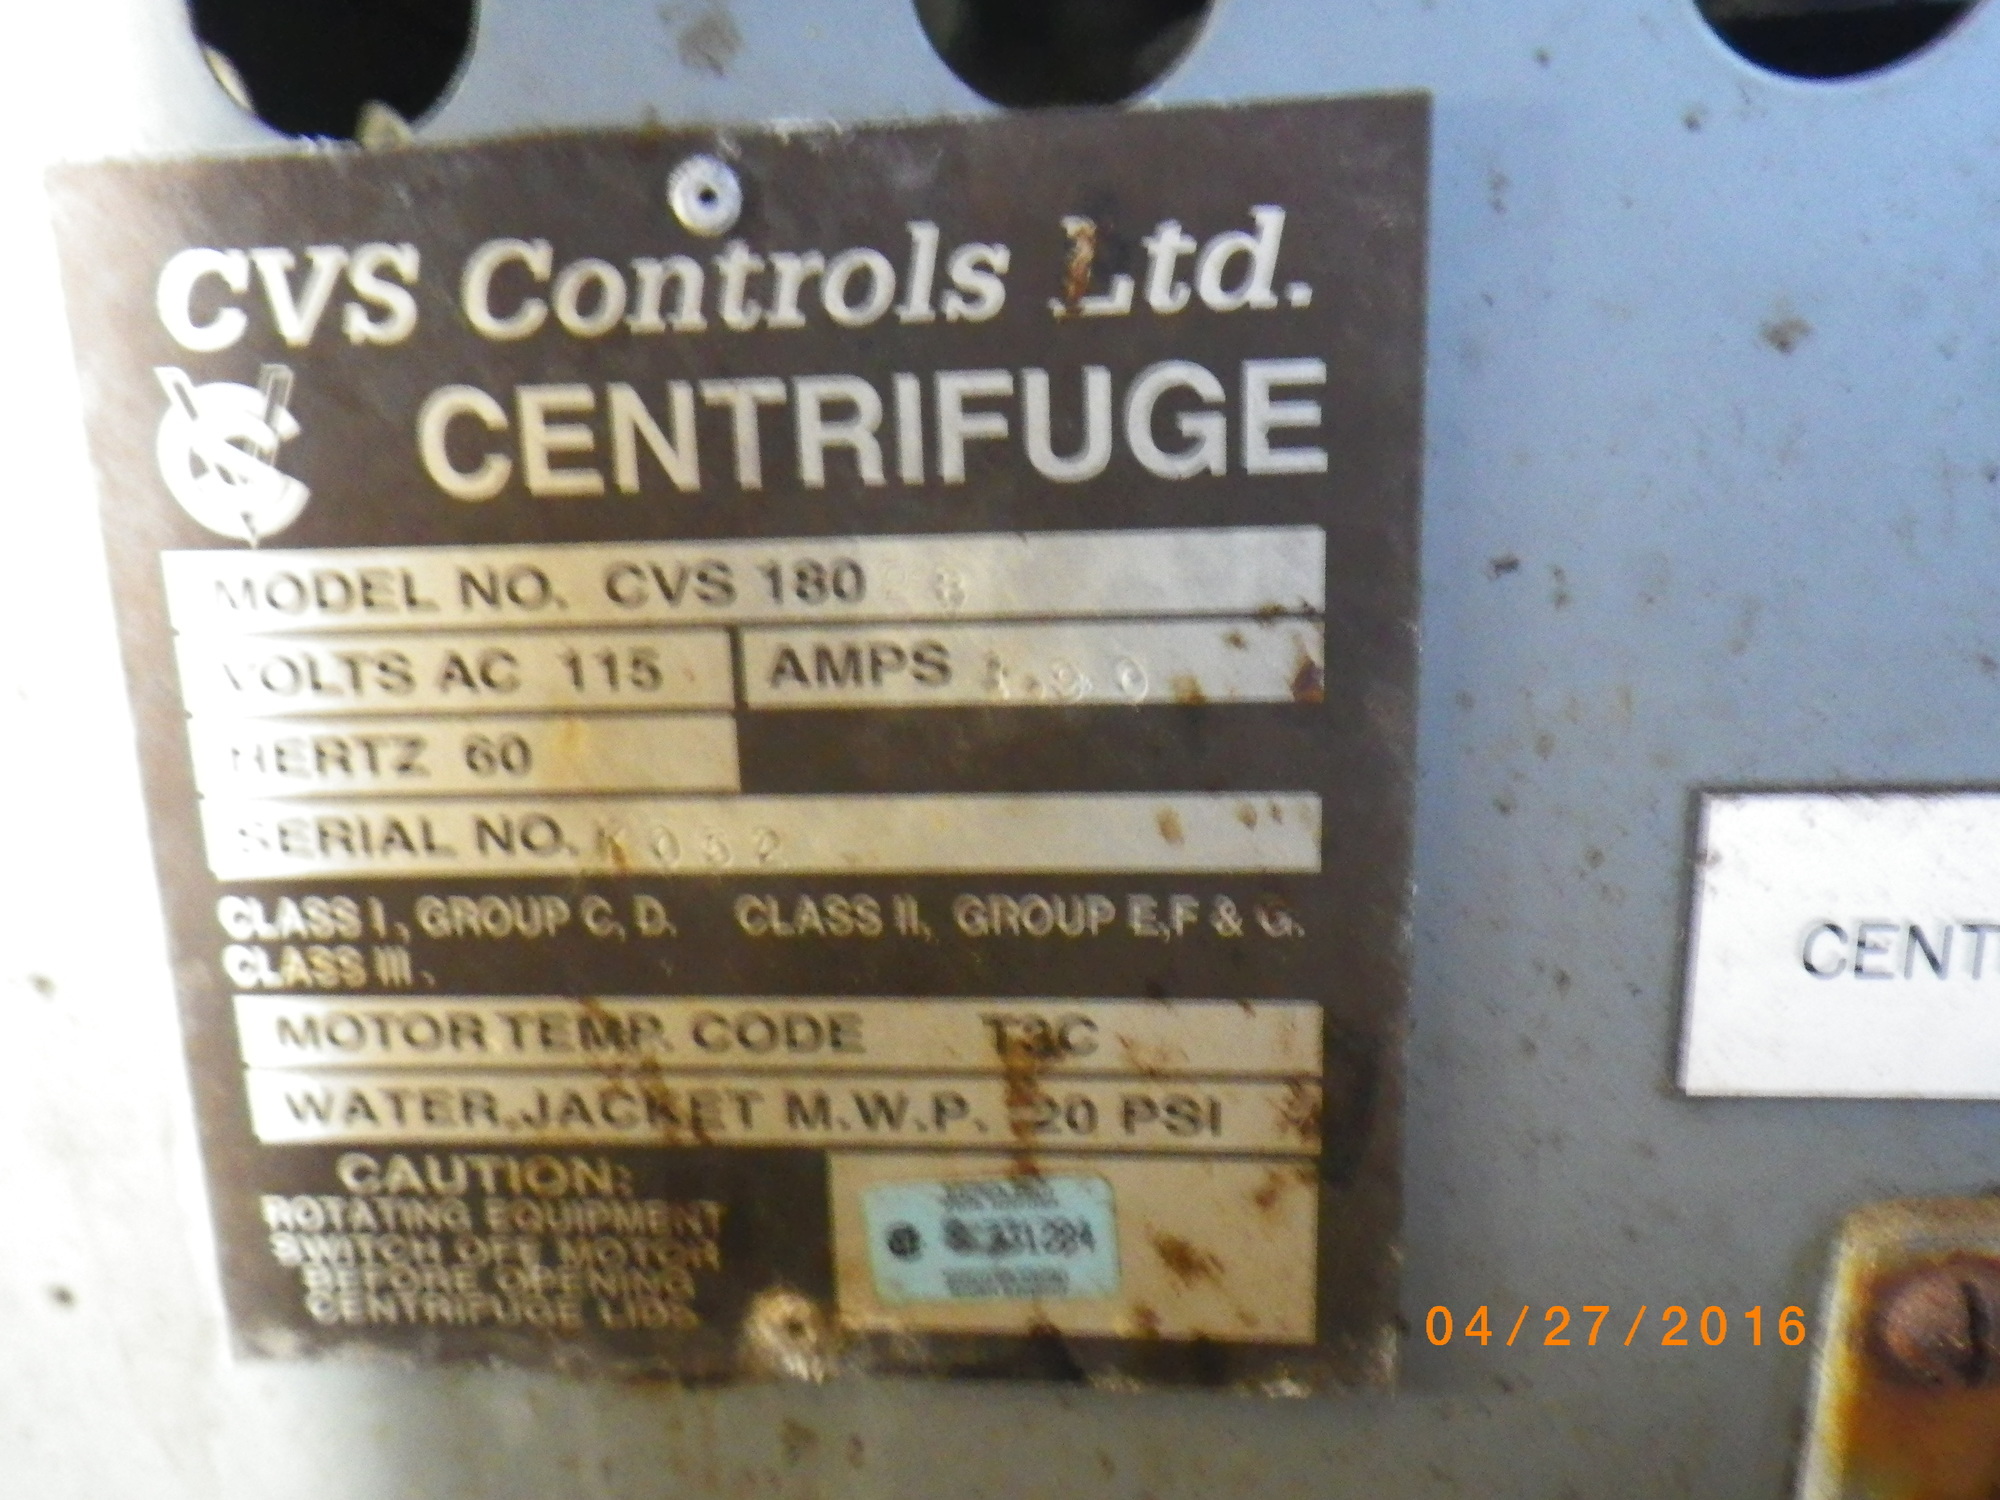 CVS Controls Ltd.
CENTRIFUGE
MODEL NO. CVS 180
VOLTS AC 115 AMPS
HERTZ 60
SERIAL NO. K032
CLASS I, GROUP C, D. CLASS II, GROUP E,F & G.
CLASS III.
MOTOR TEMP. CODE T3C
WATER JACKET M.W.P. 20 PSI
CAUTION:
ROTATING EQUIPMENT
SWITCH OFF MOTOR
BEFORE OPENING
CENTRIFUGE LIDS
CENT
04/27/2016